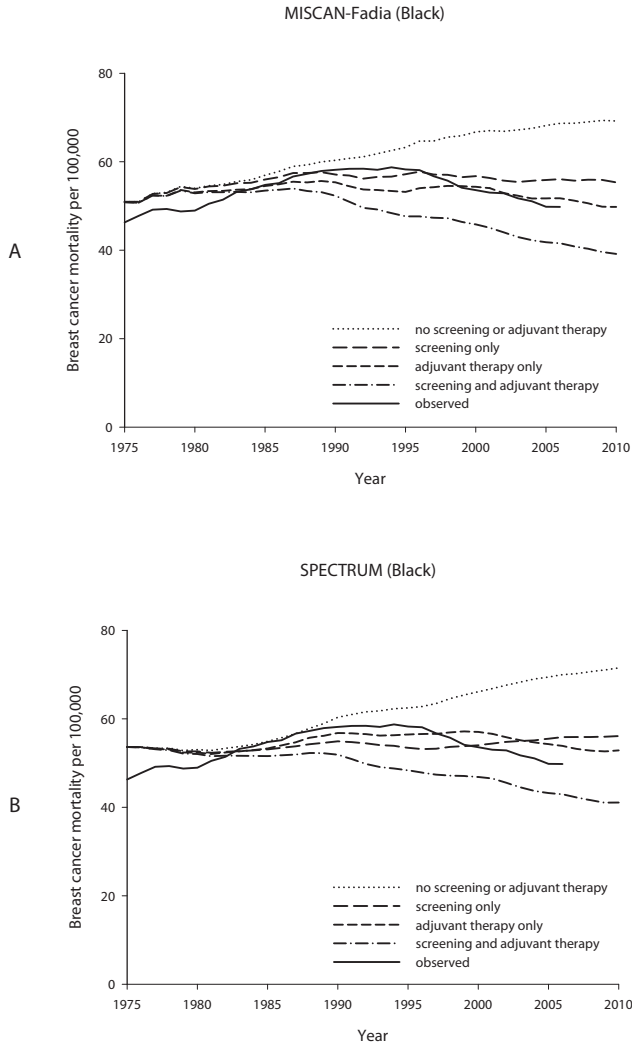 MISCAN-Fadia (Black)
A
Breast cancer mortality per 100,000
80
60
40
20
0
no screening or adjuvant therapy
screening only
adjuvant therapy only
screening and adjuvant therapy
observed
1975 1980 1985 1990 1995 2000 2005 2010
Year
SPECTRUM (Black)
B
Breast cancer mortality per 100,000
80
60
40
20
0
no screening or adjuvant therapy
screening only
adjuvant therapy only
screening and adjuvant therapy
observed
1975 1980 1985 1990 1995 2000 2005 2010
Year